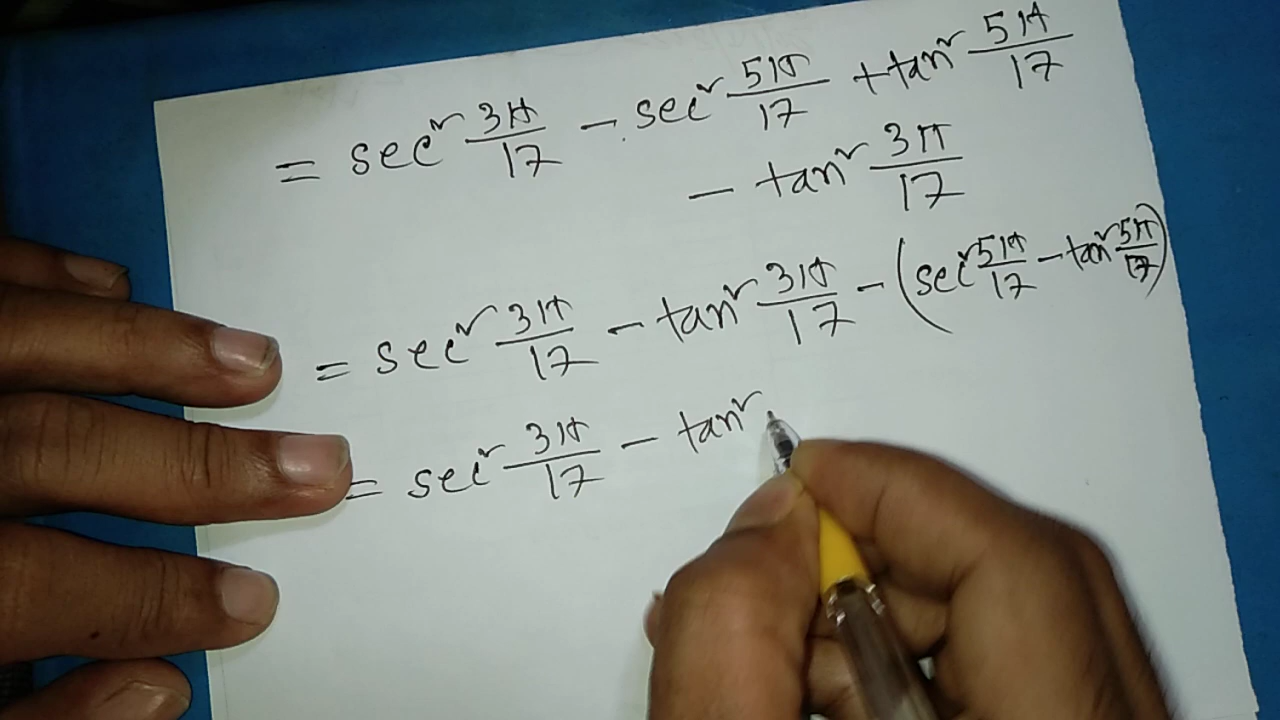 = sec² 3π/17 - sec² 5π/17 + tan² 5π/17
- tan² 3π/17
= sec² 3π/17 - tan² 3π/17 - (sec² 5π/17 - tan² 5π/17)
= sec² 3π/17 - tan²